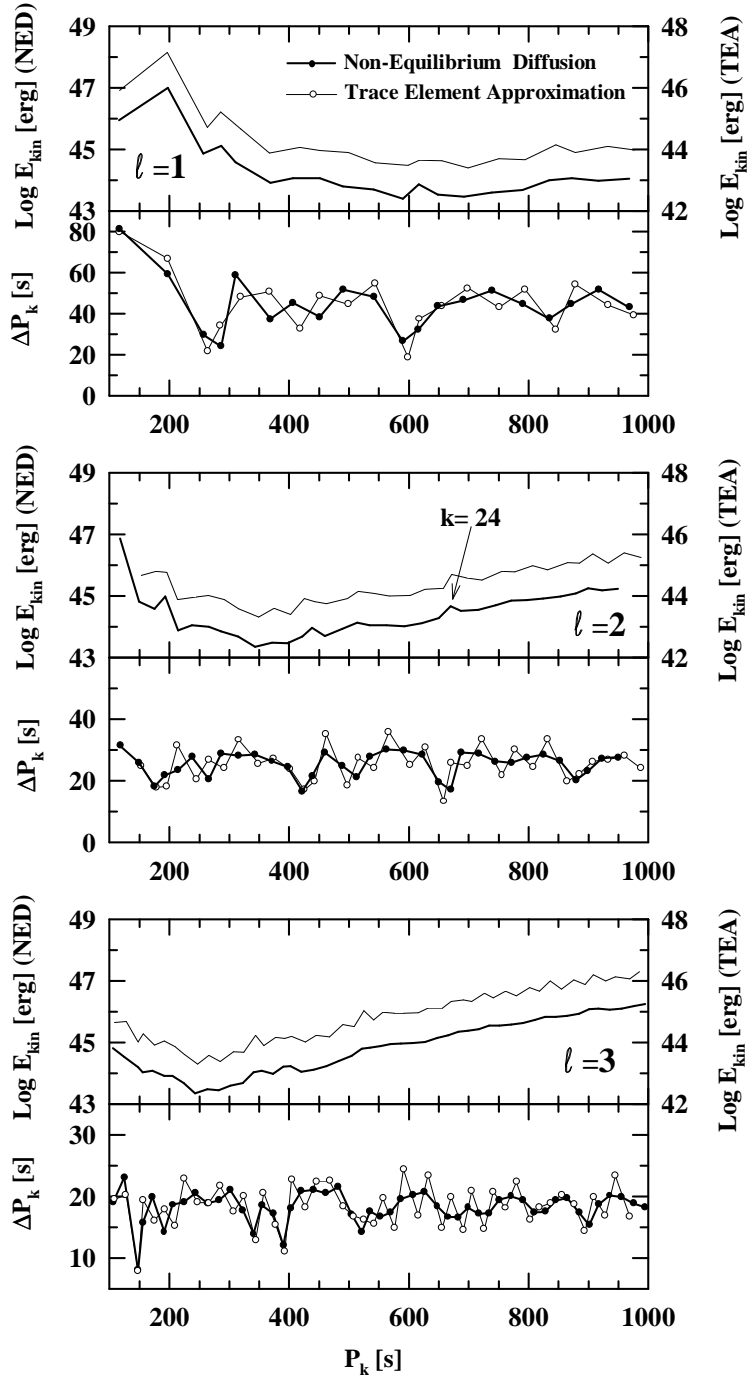 Log E_kin [erg] (NED)
49
47
45
43
Non-Equilibrium Diffusion
Trace Element Approximation
ℓ =1
48
46
44
42
Log E_kin [erg] (TEA)
ΔP_k [s]
80
60
40
20
0
200 400 600 800 1000
Log E_kin [erg] (NED)
49
47
45
43
k= 24
ℓ =2
48
46
44
42
Log E_kin [erg] (TEA)
ΔP_k [s]
40
20
0
200 400 600 800 1000
Log E_kin [erg] (NED)
49
47
45
43
ℓ =3
48
46
44
42
Log E_kin [erg] (TEA)
ΔP_k [s]
30
20
10
200 400 600 800 1000
P_k [s]